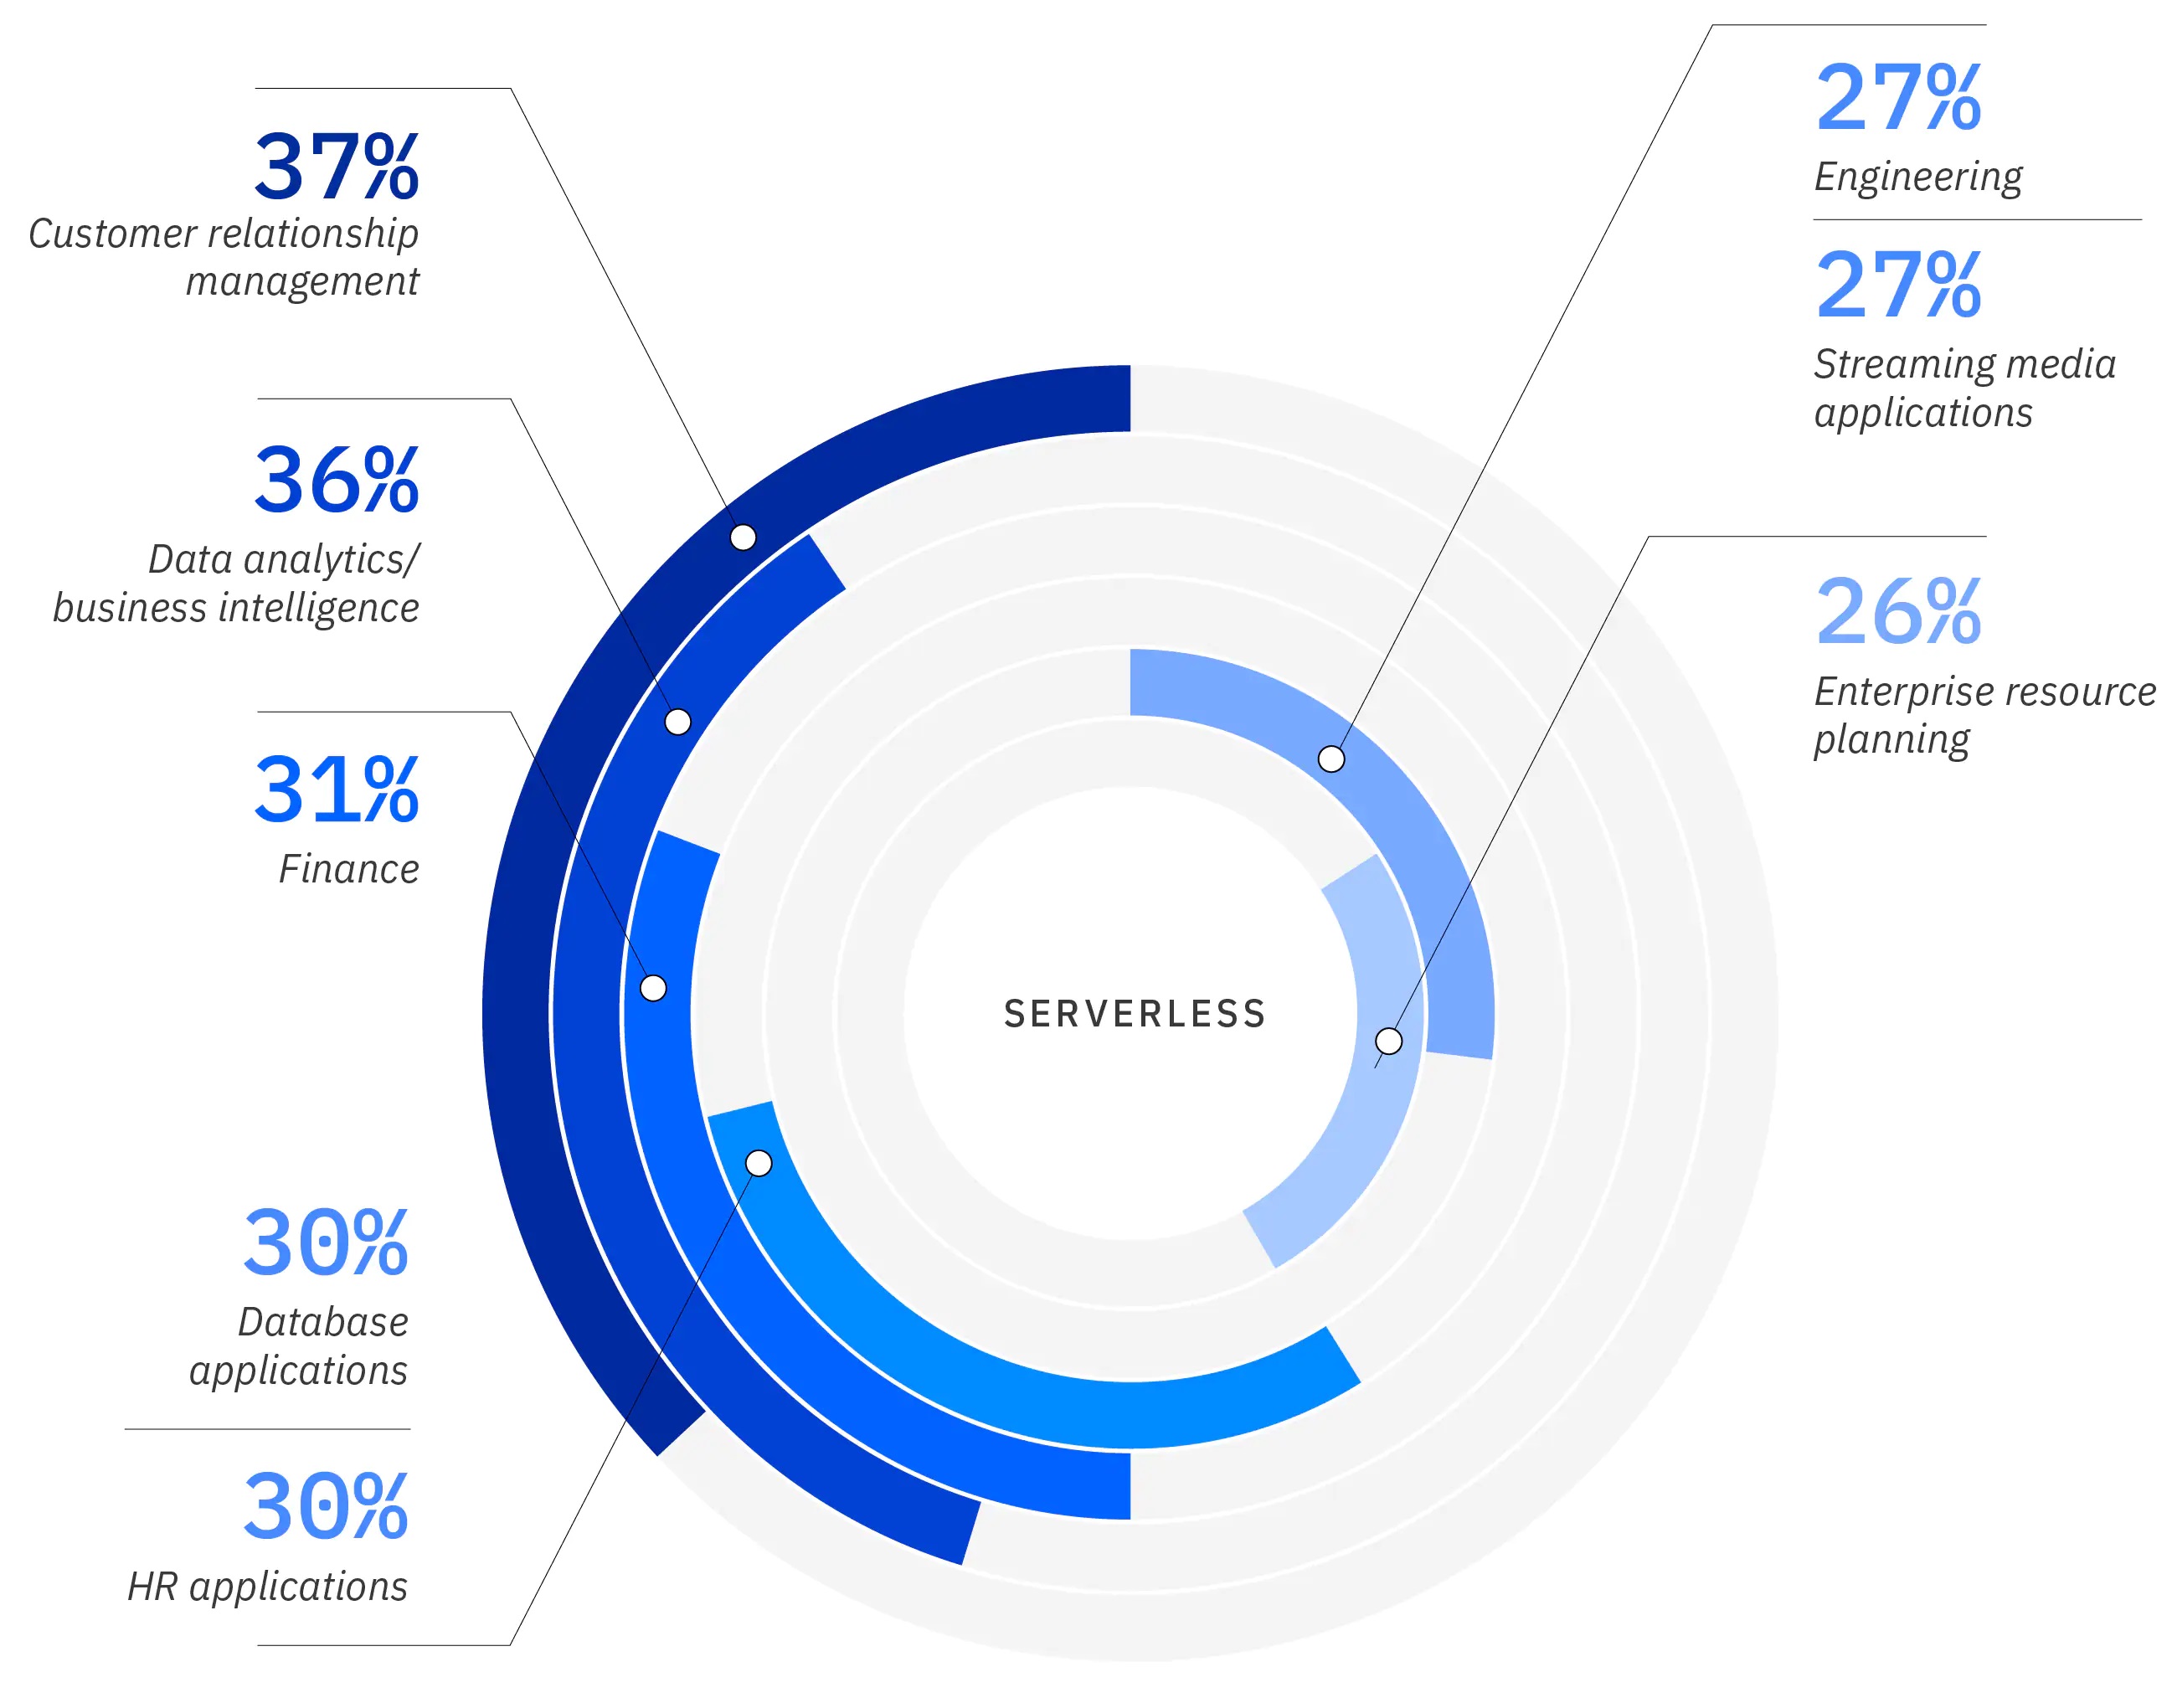 37%
Customer relationship
management
36%
Data analytics/
business intelligence
31%
Finance
30%
Database
applications
30%
HR applications
SERVERLESS
27%
Engineering
27%
Streaming media
applications
26%
Enterprise resource
planning